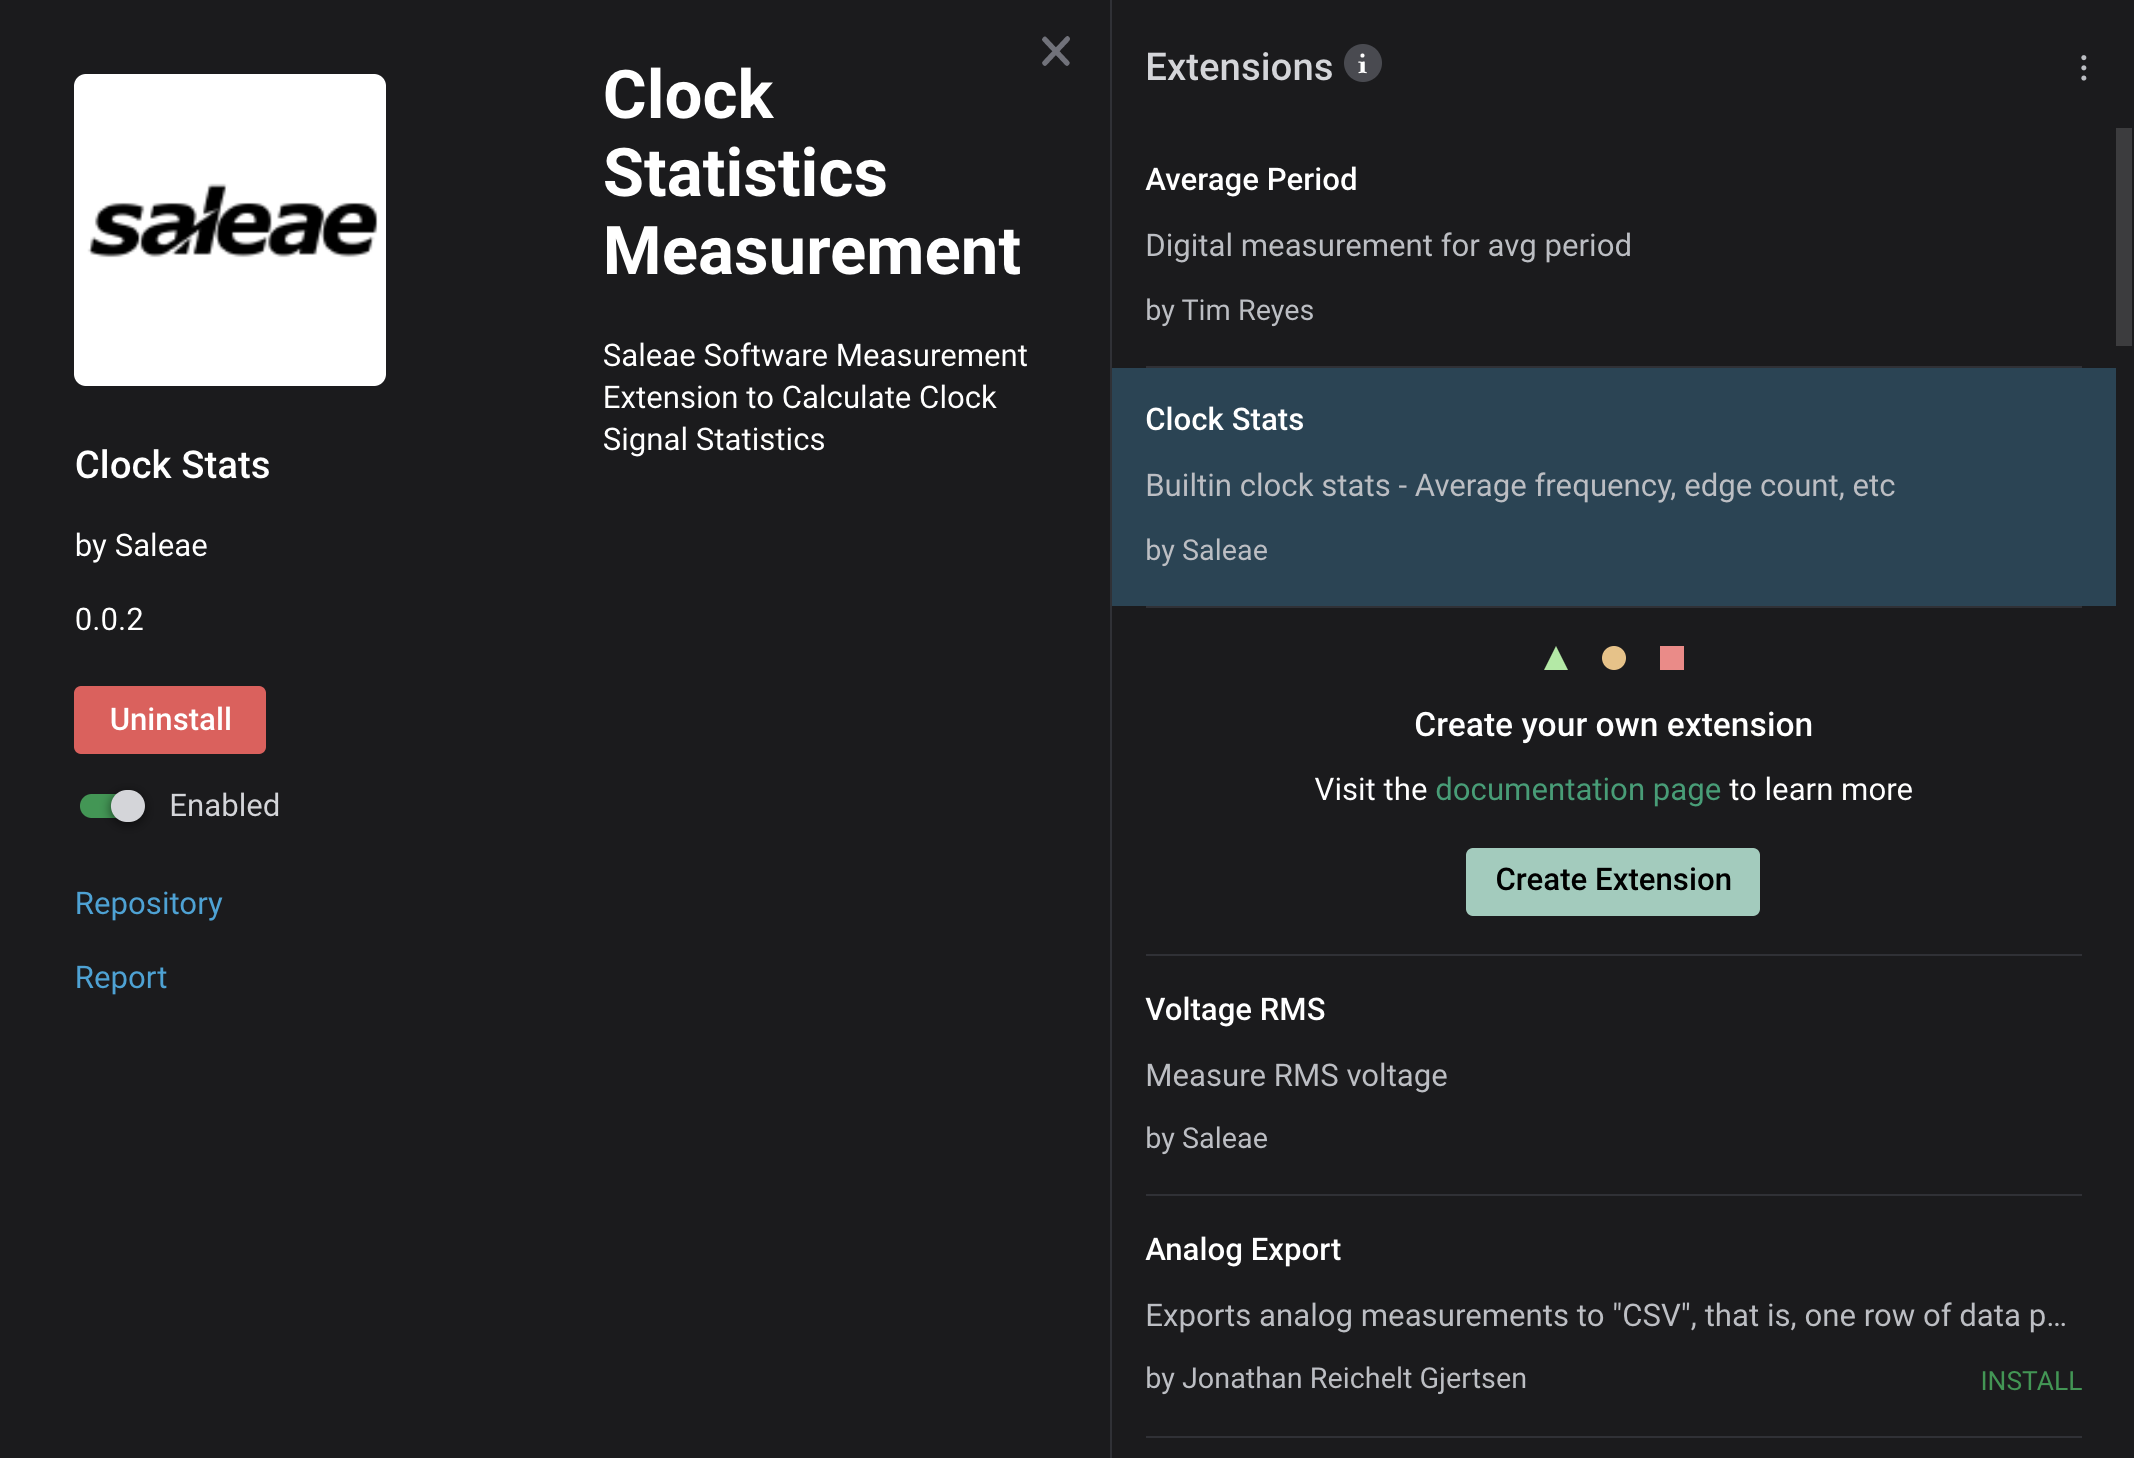 saleae
Clock Stats
by Saleae
0.0.2
Uninstall
Enabled
Repository
Report
Clock
Statistics
Measurement
Saleae Software Measurement
Extension to Calculate Clock
Signal Statistics
Extensions i
Average Period
Digital measurement for avg period
by Tim Reyes
Clock Stats
Builtin clock stats - Average frequency, edge count, etc
by Saleae
Create your own extension
Visit the documentation page to learn more
Create Extension
Voltage RMS
Measure RMS voltage
by Saleae
Analog Export
Exports analog measurements to "CSV", that is, one row of data p...
by Jonathan Reichelt Gjertsen
INSTALL